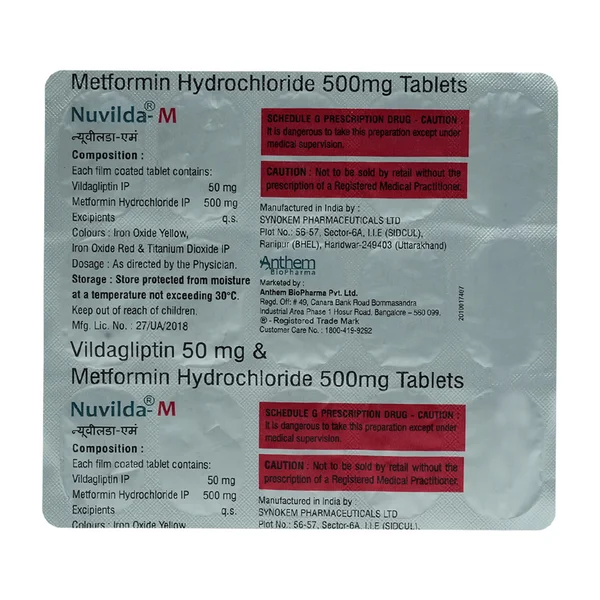 Metformin Hydrochloride 500mg Tablets
Nuvilda®-M
न्यूवीलडा-एमं
Composition :
Each film coated tablet contains:
Vildagliptin IP 50 mg
Metformin Hydrochloride IP 500 mg
Excipients q.s.
Colours : Iron Oxide Yellow,
Iron Oxide Red & Titanium Dioxide IP
Dosage : As directed by the Physician.
Storage : Store protected from moisture
at a temperature not exceeding 30°C.
Keep out of reach of children.
Mfg. Lic. No. : 27/UA/2018
SCHEDULE G PRESCRIPTION DRUG - CAUTION :
It is dangerous to take this preparation except under
medical supervision.
CAUTION : Not to be sold by retail without the
prescription of a Registered Medical Practitioner.
Manufactured in India by :
SYNOKEM PHARMACEUTICALS LTD
Plot No.: 56-57, Sector-6A, I.I.E (SIDCUL),
Ranipur (BHEL), Haridwar-249403 (Uttarakhand)
Anthem
BioPharma
Marketed by :
Anthem BioPharma Pvt. Ltd.
Regd. Off: # 49, Canara Bank Road Bommasandra
Industrial Area Phase 1 Hosur Road, Bangalore – 560 099.
® - Registered Trade Mark
Customer Care No. : 1800-419-9292
2010017407
Vildagliptin 50 mg &
Metformin Hydrochloride 500mg Tablets
Nuvilda®-M
न्यूवीलडा-एमं
Composition :
Each film coated tablet contains:
Vildagliptin IP 50 mg
Metformin Hydrochloride IP 500 mg
Excipients q.s.
Colours : Iron Oxide Yellow
SCHEDULE G PRESCRIPTION DRUG - CAUTION :
It is dangerous to take this preparation except under
medical supervision.
CAUTION : Not to be sold by retail without the
prescription of a Registered Medical Practitioner.
Manufactured in India by
SYNOKEM PHARMACEUTICALS LTD
Plot No.: 56-57, Sector-6A, I.I.E (SIDCUL),